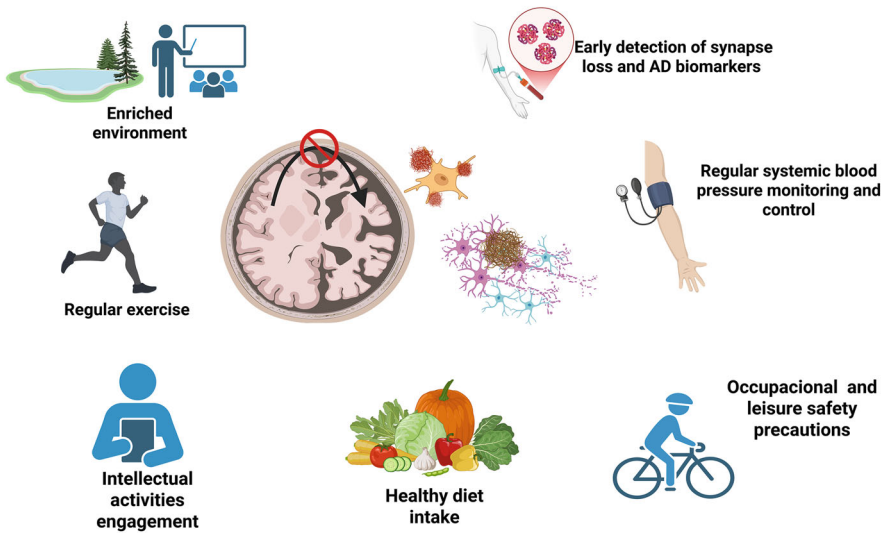 Early detection of synapse
loss and AD biomarkers
Enriched
environment
Regular systemic blood
pressure monitoring and
control
Regular exercise
Occupacional and
leisure safety
precautions
Intellectual
activities
engagement
Healthy diet
intake